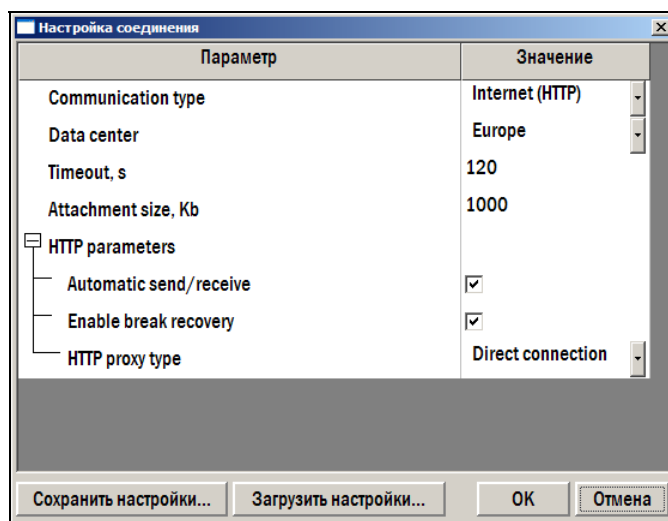 Настройка соединения
Параметр Значение
Communication type Internet (HTTP)
Data center Europe
Timeout, s 120
Attachment size, Kb 1000
HTTP parameters
Automatic send/receive
Enable break recovery
HTTP proxy type Direct connection
Сохранить настройки... Загрузить настройки... OK Отмена